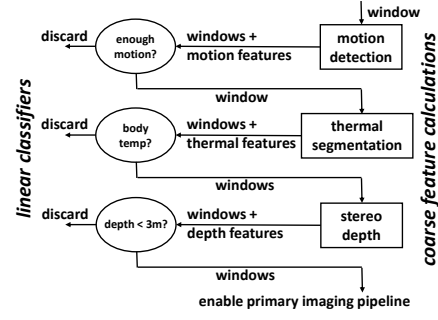 window
discard
enough
motion?
windows +
motion features
motion
detection
window
discard
body
temp?
windows +
thermal features
thermal
segmentation
windows
discard
depth < 3m?
windows +
depth features
stereo
depth
windows
enable primary imaging pipeline
linear classifiers
coarse feature calculations